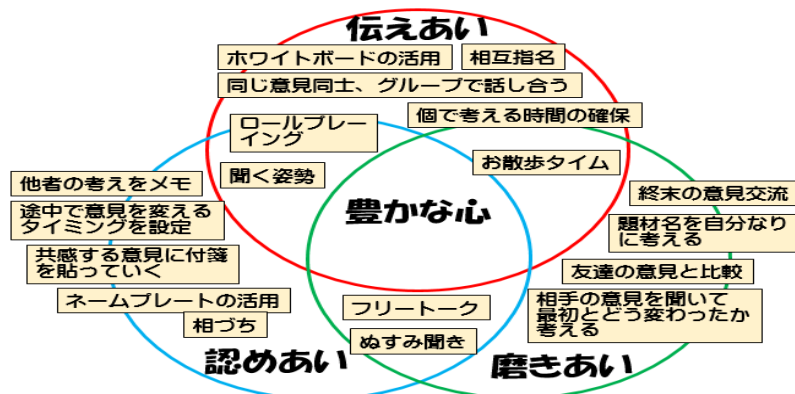 伝えあい
ホワイトボードの活用
相互指名
同じ意見同士、グループで話し合う
個で考える時間の確保
ロールプレー
イング
お散歩タイム
聞く姿勢
他者の考えをメモ
途中で意見を変える
タイミングを設定
共感する意見に付箋
を貼っていく
ネームプレートの活用
相づち
豊かな心
終末の意見交流
題材名を自分なり
に考える
友達の意見と比較
相手の意見を聞いて
最初とどう変わったか
考える
フリートーク
ぬすみ聞き
認めあい
磨きあい